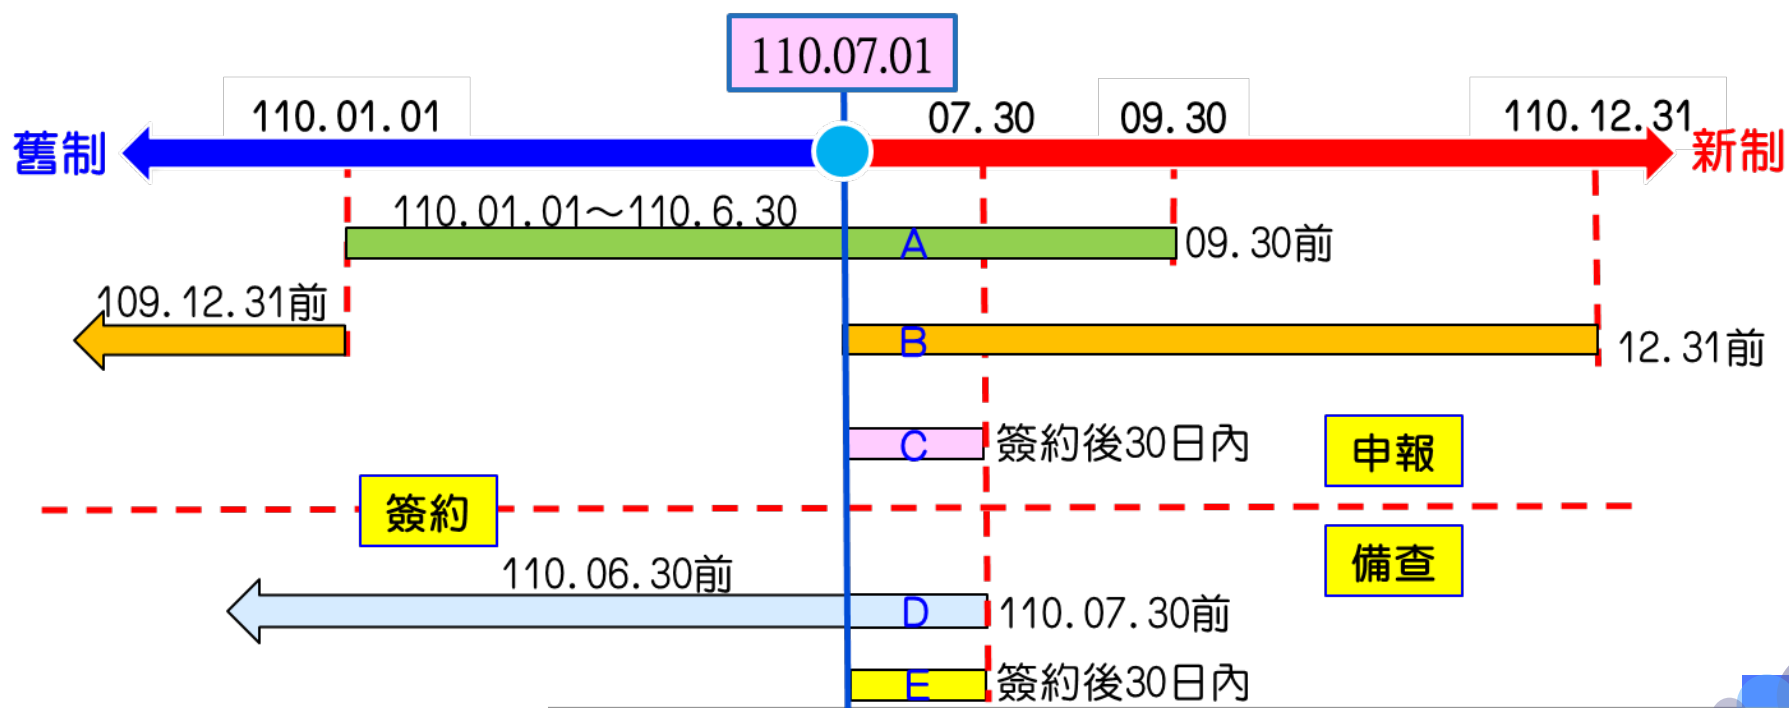 110.07.01
110.01.01
07.30
09.30
110.12.31
舊制
新制
110.01.01～110.6.30
A
09.30前
109.12.31前
B
12.31前
C
簽約後30日內
申報
簽約
備查
110.06.30前
D
110.07.30前
E
簽約後30日內